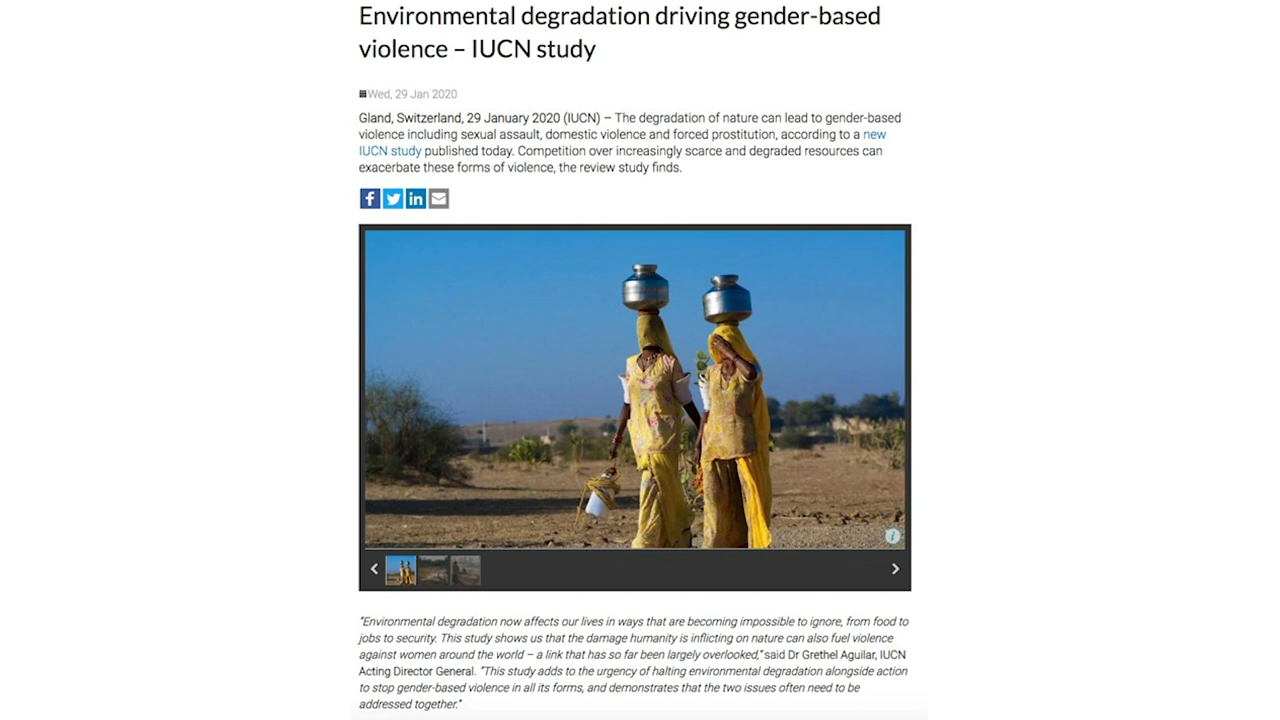 Environmental degradation driving gender-based
violence – IUCN study
Wed, 29 Jan 2020
Gland, Switzerland, 29 January 2020 (IUCN) – The degradation of nature can lead to gender-based
violence including sexual assault, domestic violence and forced prostitution, according to a new
IUCN study published today. Competition over increasingly scarce and degraded resources can
exacerbate these forms of violence, the review study finds.
"Environmental degradation now affects our lives in ways that are becoming impossible to ignore, from food to
jobs to security. This study shows us that the damage humanity is inflicting on nature can also fuel violence
against women around the world – a link that has so far been largely overlooked," said Dr Grethel Aguilar, IUCN
Acting Director General. "This study adds to the urgency of halting environmental degradation alongside action
to stop gender-based violence in all its forms, and demonstrates that the two issues often need to be
addressed together."